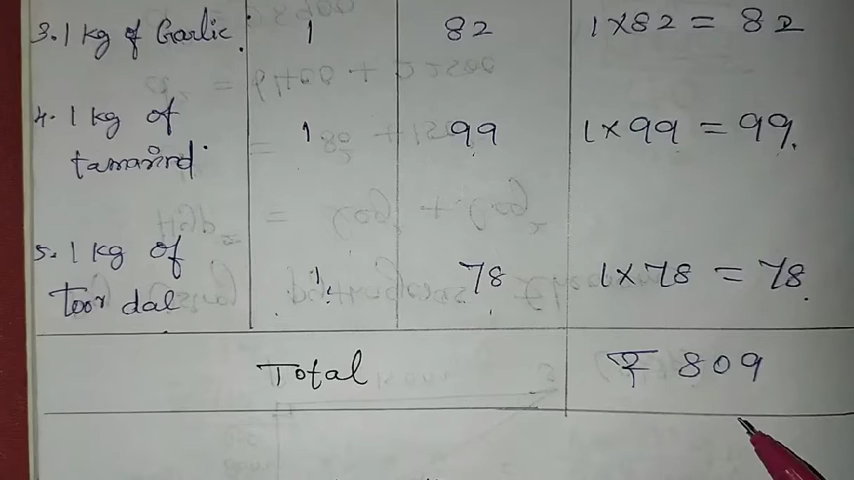 3. 1 kg of Garlic. 1 82 1 x 82 = 82
4. 1 kg of 1 99 1 x 99 = 99.
tamarind
5. 1 kg of 1 78 1 x 78 = 78.
Toor dal
Total ₹ 809